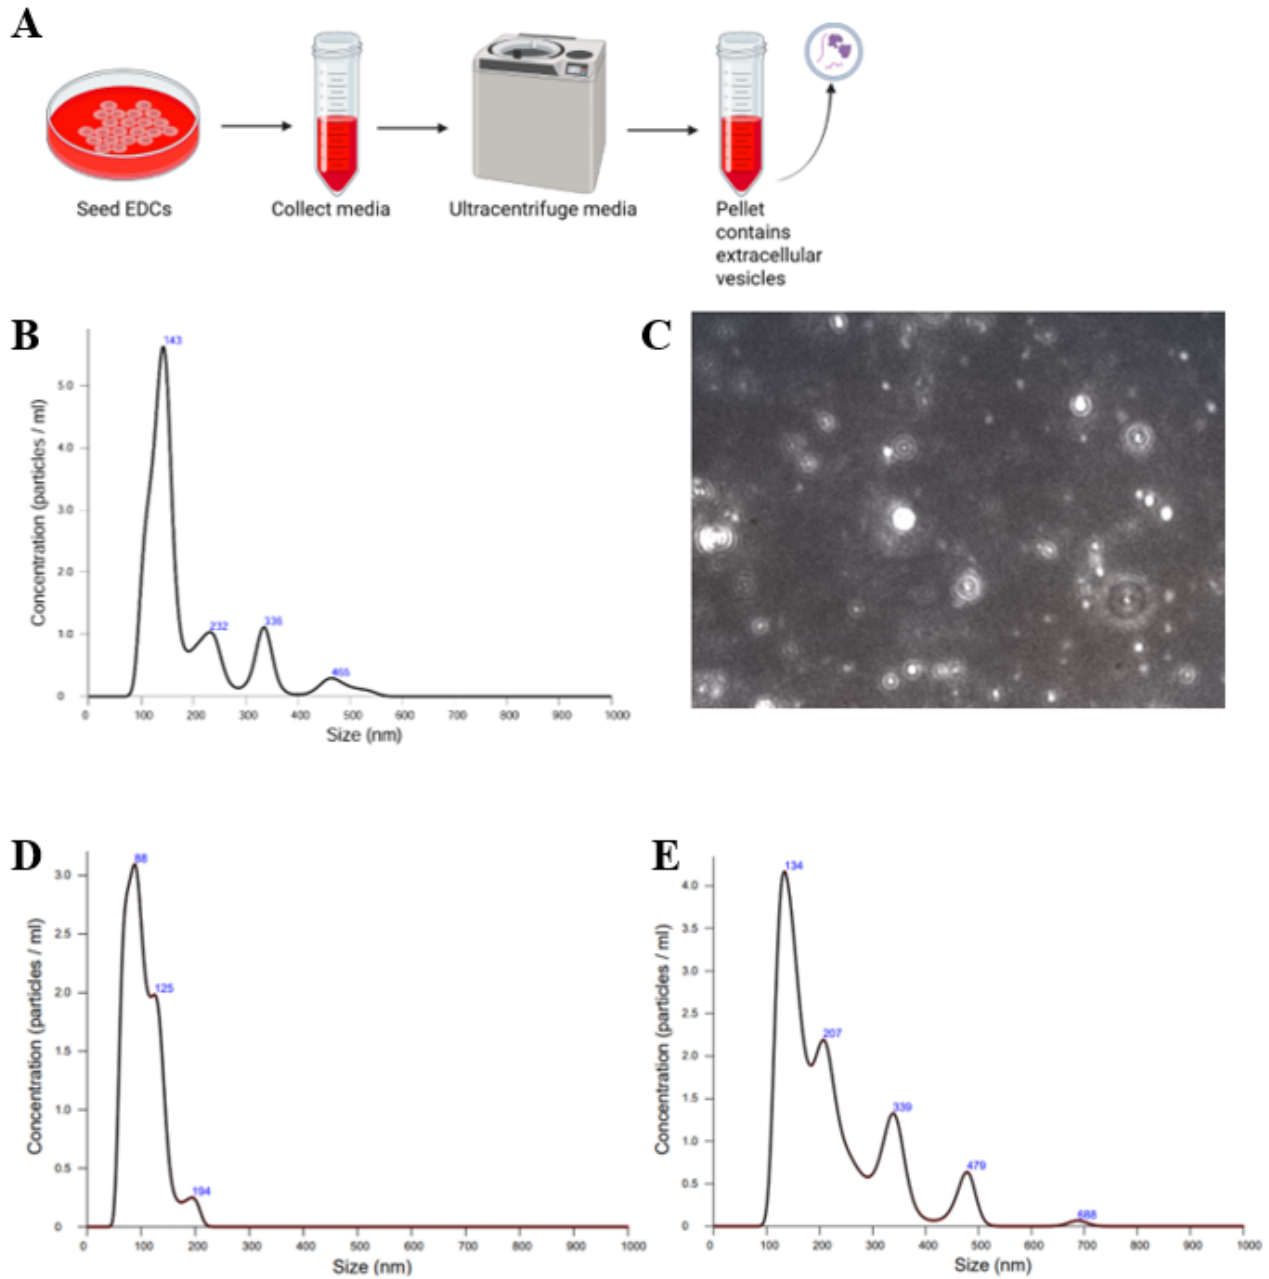 A
Seed EDCs
Collect media
Ultracentrifuge media
Pellet
contains
extracellular
vesicles
B
Concentration (particles / ml)
5.0
4.0
3.0
2.0
1.0
0
143
232
336
465
0 100 200 300 400 500 600 700 800 900 1000
Size (nm)
C
D
Concentration (particles / ml)
3.0
2.5
2.0
1.5
1.0
0.5
0
88
125
194
0 100 200 300 400 500 600 700 800 900 1000
Size (nm)
E
Concentration (particles / ml)
4.0
3.5
3.0
2.5
2.0
1.5
1.0
0.5
0
134
207
339
479
688
0 100 200 300 400 500 600 700 800 900 1000
Size (nm)